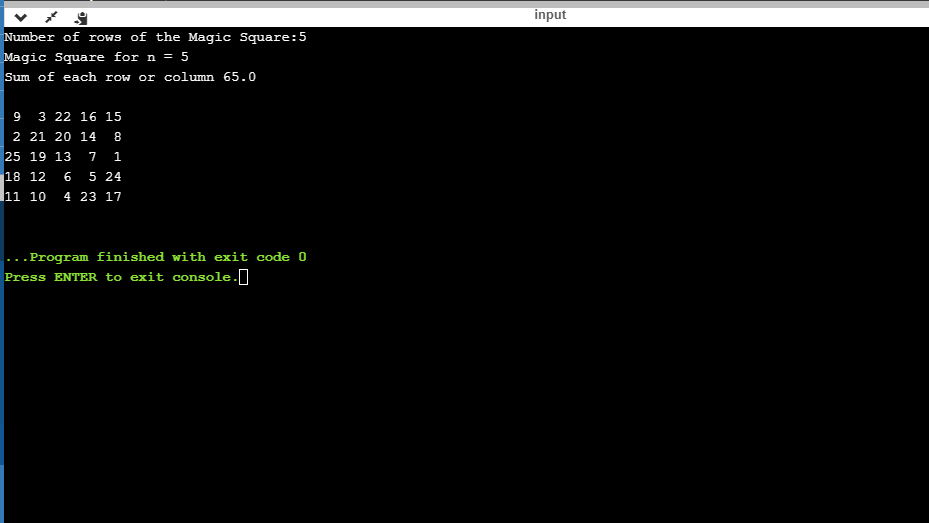 input
Number of rows of the Magic Square:5
Magic Square for n = 5
Sum of each row or column 65.0
 9  3 22 16 15
 2 21 20 14  8
25 19 13  7  1
18 12  6  5 24
11 10  4 23 17
...Program finished with exit code 0
Press ENTER to exit console.